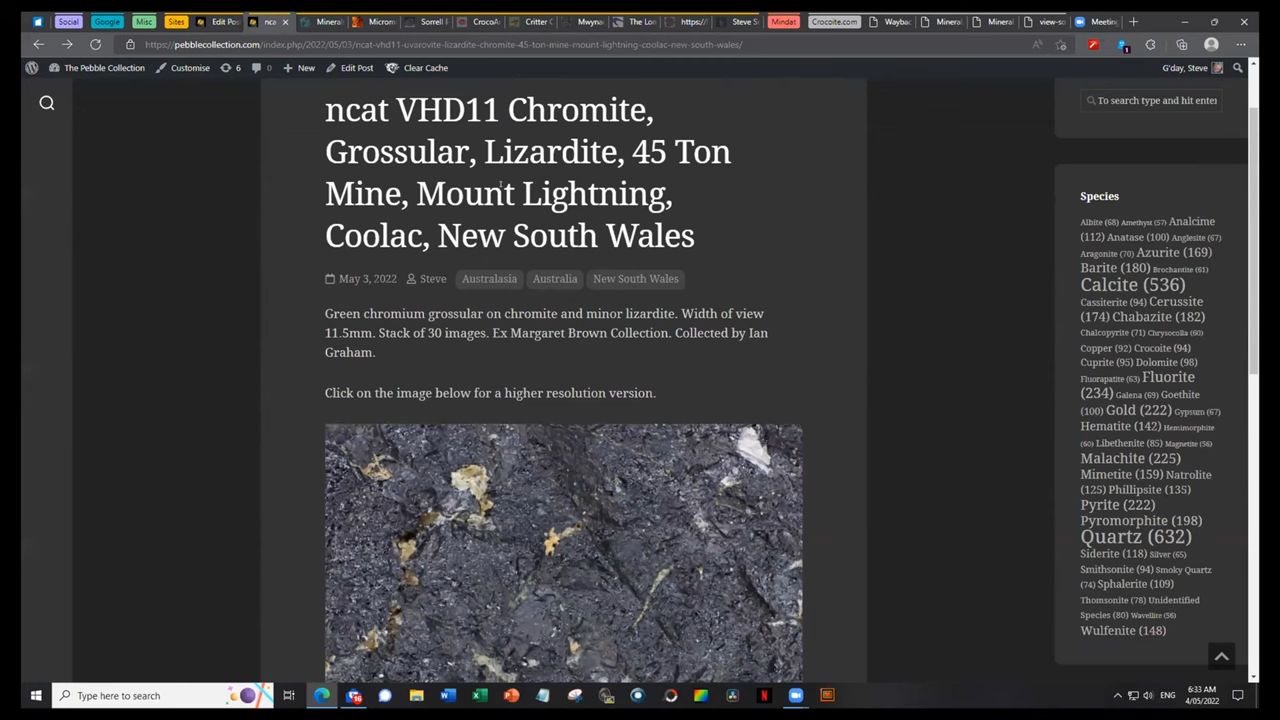 Social
Google
Misc
Sites
Edit Pos
nca
Minerals
Microm
Sorrell
CrocoA
Critter
Mwyna
The Lon
https://
Steve S
Mindat
Crocoite.com
Wayba
Mineral
Mineral
view-so
Meeting
https://pebblecollection.com/index.php/2022/05/03/ncat-vhd11-uvarovite-lizardite-chromite-45-ton-mine-mount-lightning-coolac-new-south-wales/
The Pebble Collection
Customise
6
0
New
Edit Post
Clear Cache
G'day, Steve
ncat VHD11 Chromite,
Grossular, Lizardite, 45 Ton
Mine, Mount Lightning,
Coolac, New South Wales
May 3, 2022 Steve Australasia Australia New South Wales
Green chromium grossular on chromite and minor lizardite. Width of view
11.5mm. Stack of 30 images. Ex Margaret Brown Collection. Collected by Ian
Graham.
Click on the image below for a higher resolution version.
To search type and hit enter
Species
Albite (68) Amethyst (57) Analcime
(112) Anatase (100) Anglesite (67)
Aragonite (70) Azurite (169)
Barite (180) Brochantite (61)
Calcite (536)
Cassiterite (94) Cerussite
(174) Chabazite (182)
Chalcopyrite (71) Chrysocolla (60)
Copper (92) Crocoite (94)
Cuprite (95) Dolomite (98)
Fluorapatite (63) Fluorite
(234) Galena (69) Goethite
(100) Gold (222) Gypsum (67)
Hematite (142) Hemimorphite
(60) Libethenite (85) Magnetite (56)
Malachite (225)
Mimetite (159) Natrolite
(125) Phillipsite (135)
Pyrite (222)
Pyromorphite (198)
Quartz (632)
Siderite (118) Silver (65)
Smithsonite (94) Smoky Quartz
(74) Sphalerite (109)
Thomsonite (78) Unidentified
Species (80) Wavellite (56)
Wulfenite (148)
Type here to search
ENG
6:33 AM
4/05/2022